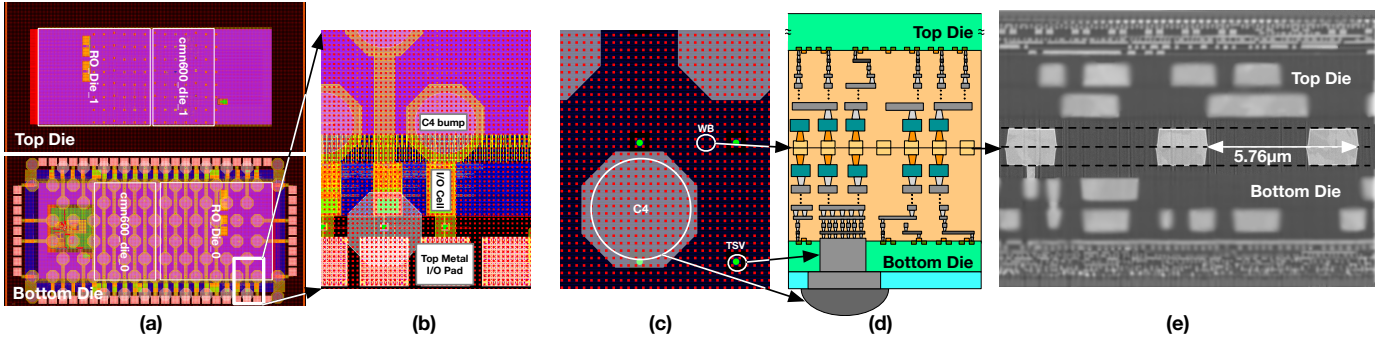 RO_Die_1
cmn600_die_1
Top Die
cmn600_die_0
RO_Die_0
Bottom Die
(a)
C4 bump
I/O Cell
Top Metal
I/O Pad
(b)
WB
C4
TSV
(c)
≈ Top Die ≈
Bottom Die
(d)
Top Die
5.76μm
Bottom Die
(e)